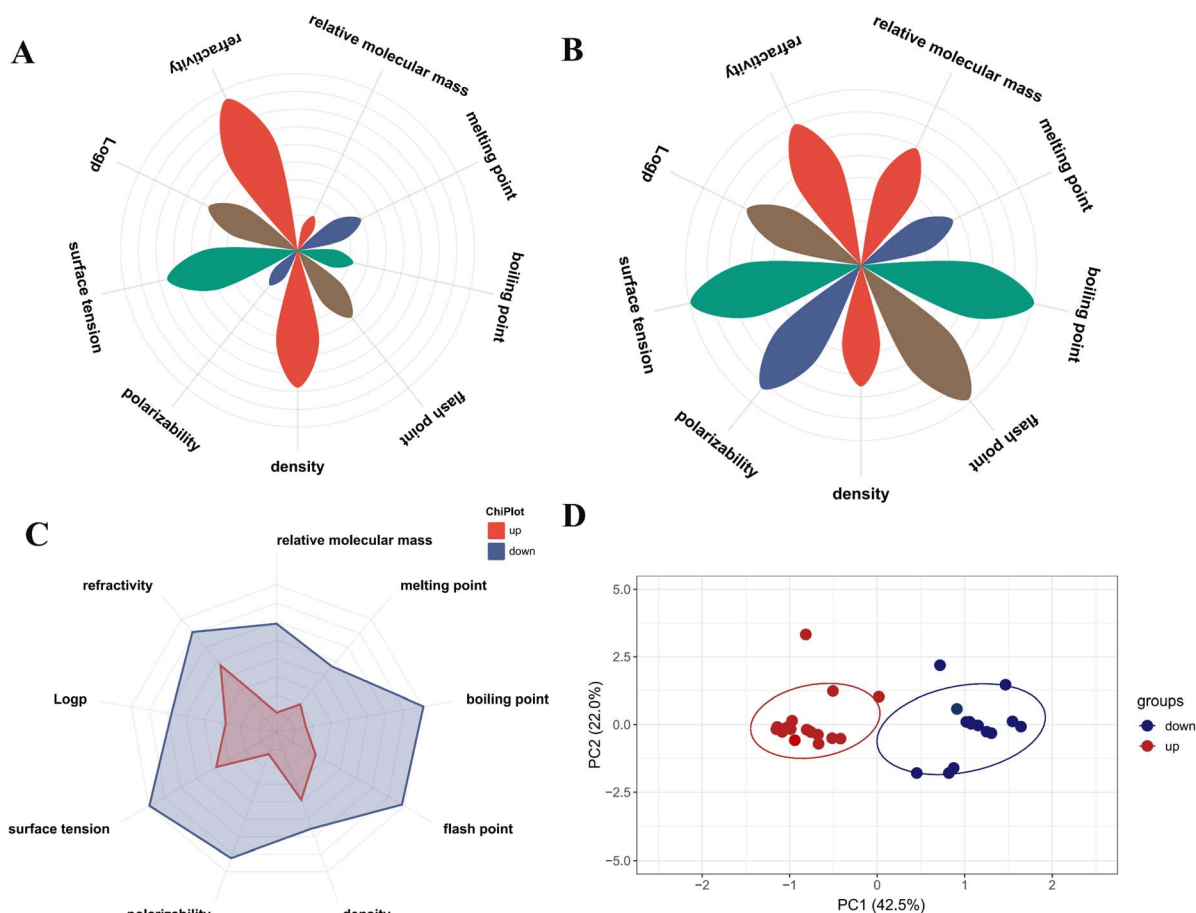 A
relative molecular mass
refractivity
melting point
Logp
boiling point
surface tension
flash point
polarizability
density
B
relative molecular mass
refractivity
melting point
Logp
boiling point
surface tension
flash point
polarizability
density
C
ChiPlot
up
down
relative molecular mass
refractivity
melting point
Logp
boiling point
surface tension
flash point
polarizability
density
D
5.0
2.5
0.0
−2.5
−5.0
PC2 (22.0%)
−2
−1
0
1
2
PC1 (42.5%)
groups
down
up